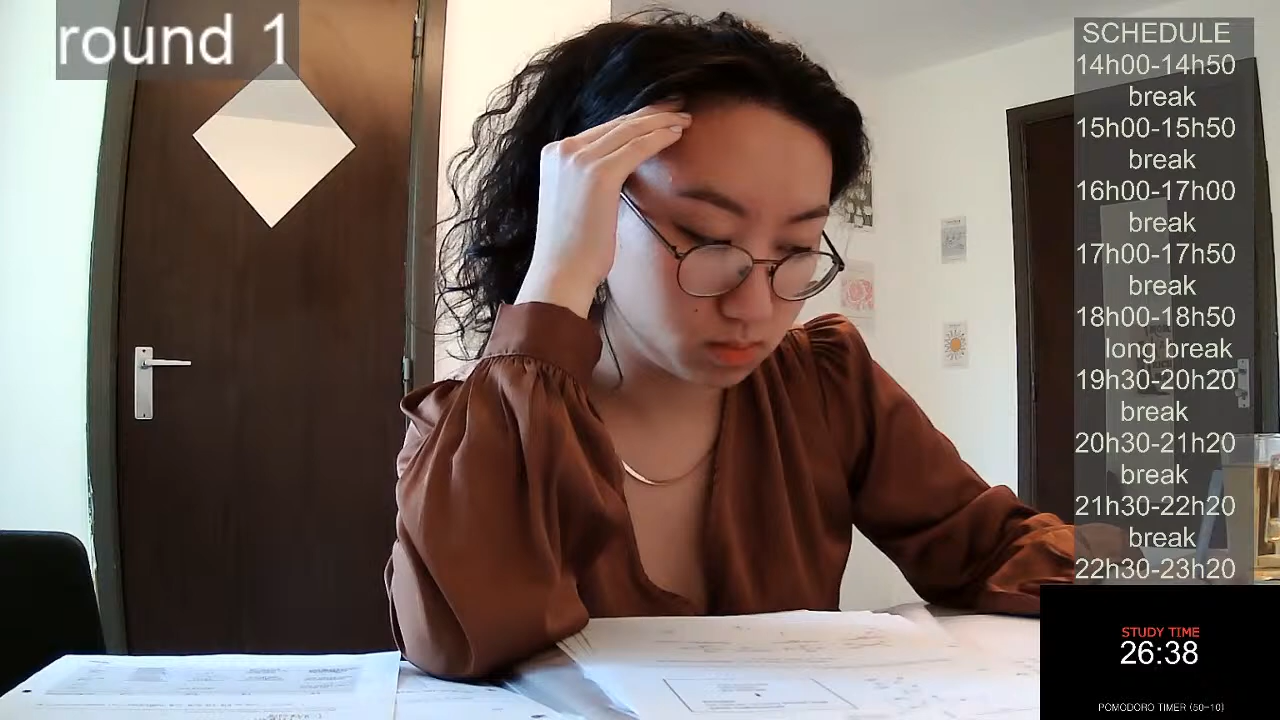 round 1
SCHEDULE
14h00-14h50
break
15h00-15h50
break
16h00-17h00
break
17h00-17h50
break
18h00-18h50
long break
19h30-20h20
break
20h30-21h20
break
21h30-22h20
break
22h30-23h20
STUDY TIME
26:38
POMODORO TIMER (50-10)